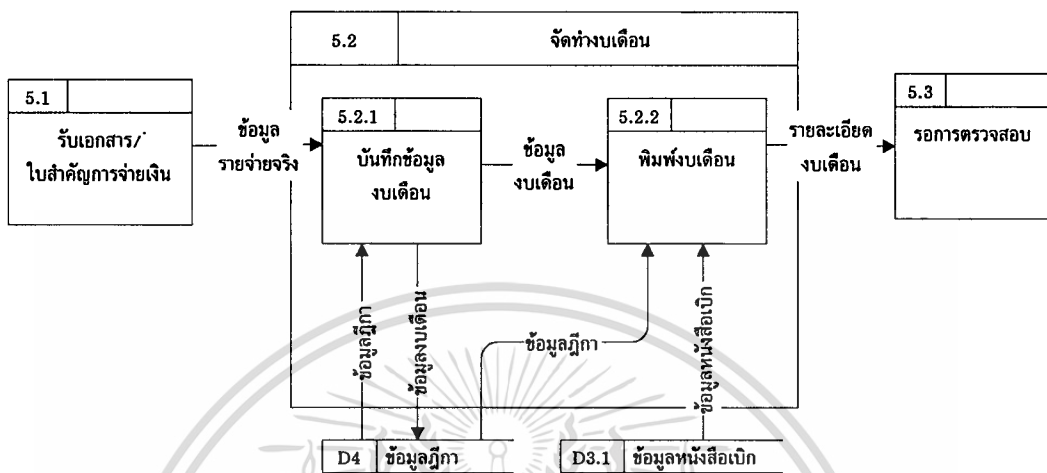 5.2 จัดทำงบเดือน
5.1
รับเอกสาร/
ใบสำคัญการจ่ายเงิน
ข้อมูล
รายจ่ายจริง
5.2.1
บันทึกข้อมูล
งบเดือน
ข้อมูล
งบเดือน
5.2.2
พิมพ์งบเดือน
รายละเอียด
งบเดือน
5.3
รอการตรวจสอบ
ข้อมูลฎีกา
ข้อมูลงบเดือน
ข้อมูลฎีกา
ข้อมูลหนังสือเบิก
D4 ข้อมูลฎีกา
D3.1 ข้อมูลหนังสือเบิก